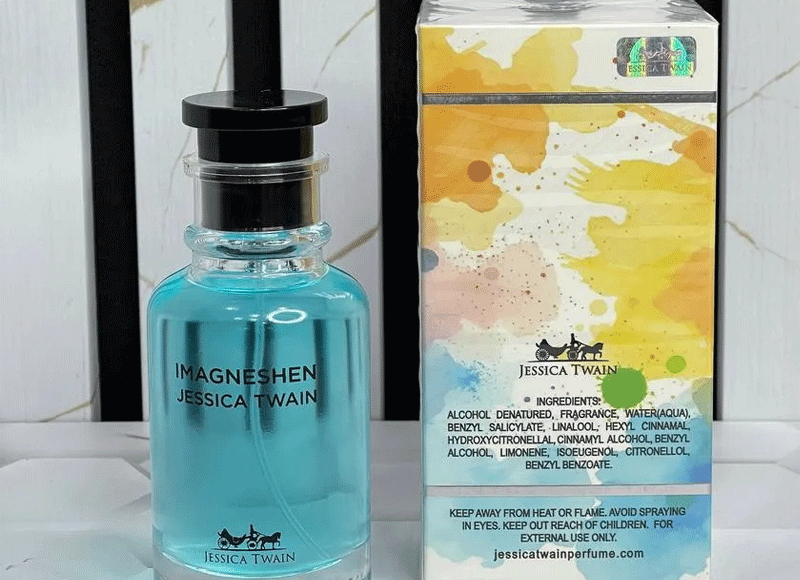 IMAGNESHEN
JESSICA TWAIN
JESSICA TWAIN
JESSICA TWAIN
JESSICA TWAIN
INGREDIENTS:
ALCOHOL DENATURED, FRAGRANCE, WATER(AQUA),
BENZYL SALICYLATE, LINALOOL, HEXYL CINNAMAL,
HYDROXYCITRONELLAL, CINNAMYL ALCOHOL, BENZYL
ALCOHOL, LIMONENE, ISOEUGENOL, CITRONELLOL,
BENZYL BENZOATE.
KEEP AWAY FROM HEAT OR FLAME. AVOID SPRAYING
IN EYES. KEEP OUT REACH OF CHILDREN. FOR
EXTERNAL USE ONLY.
jessicatwainperfume.com